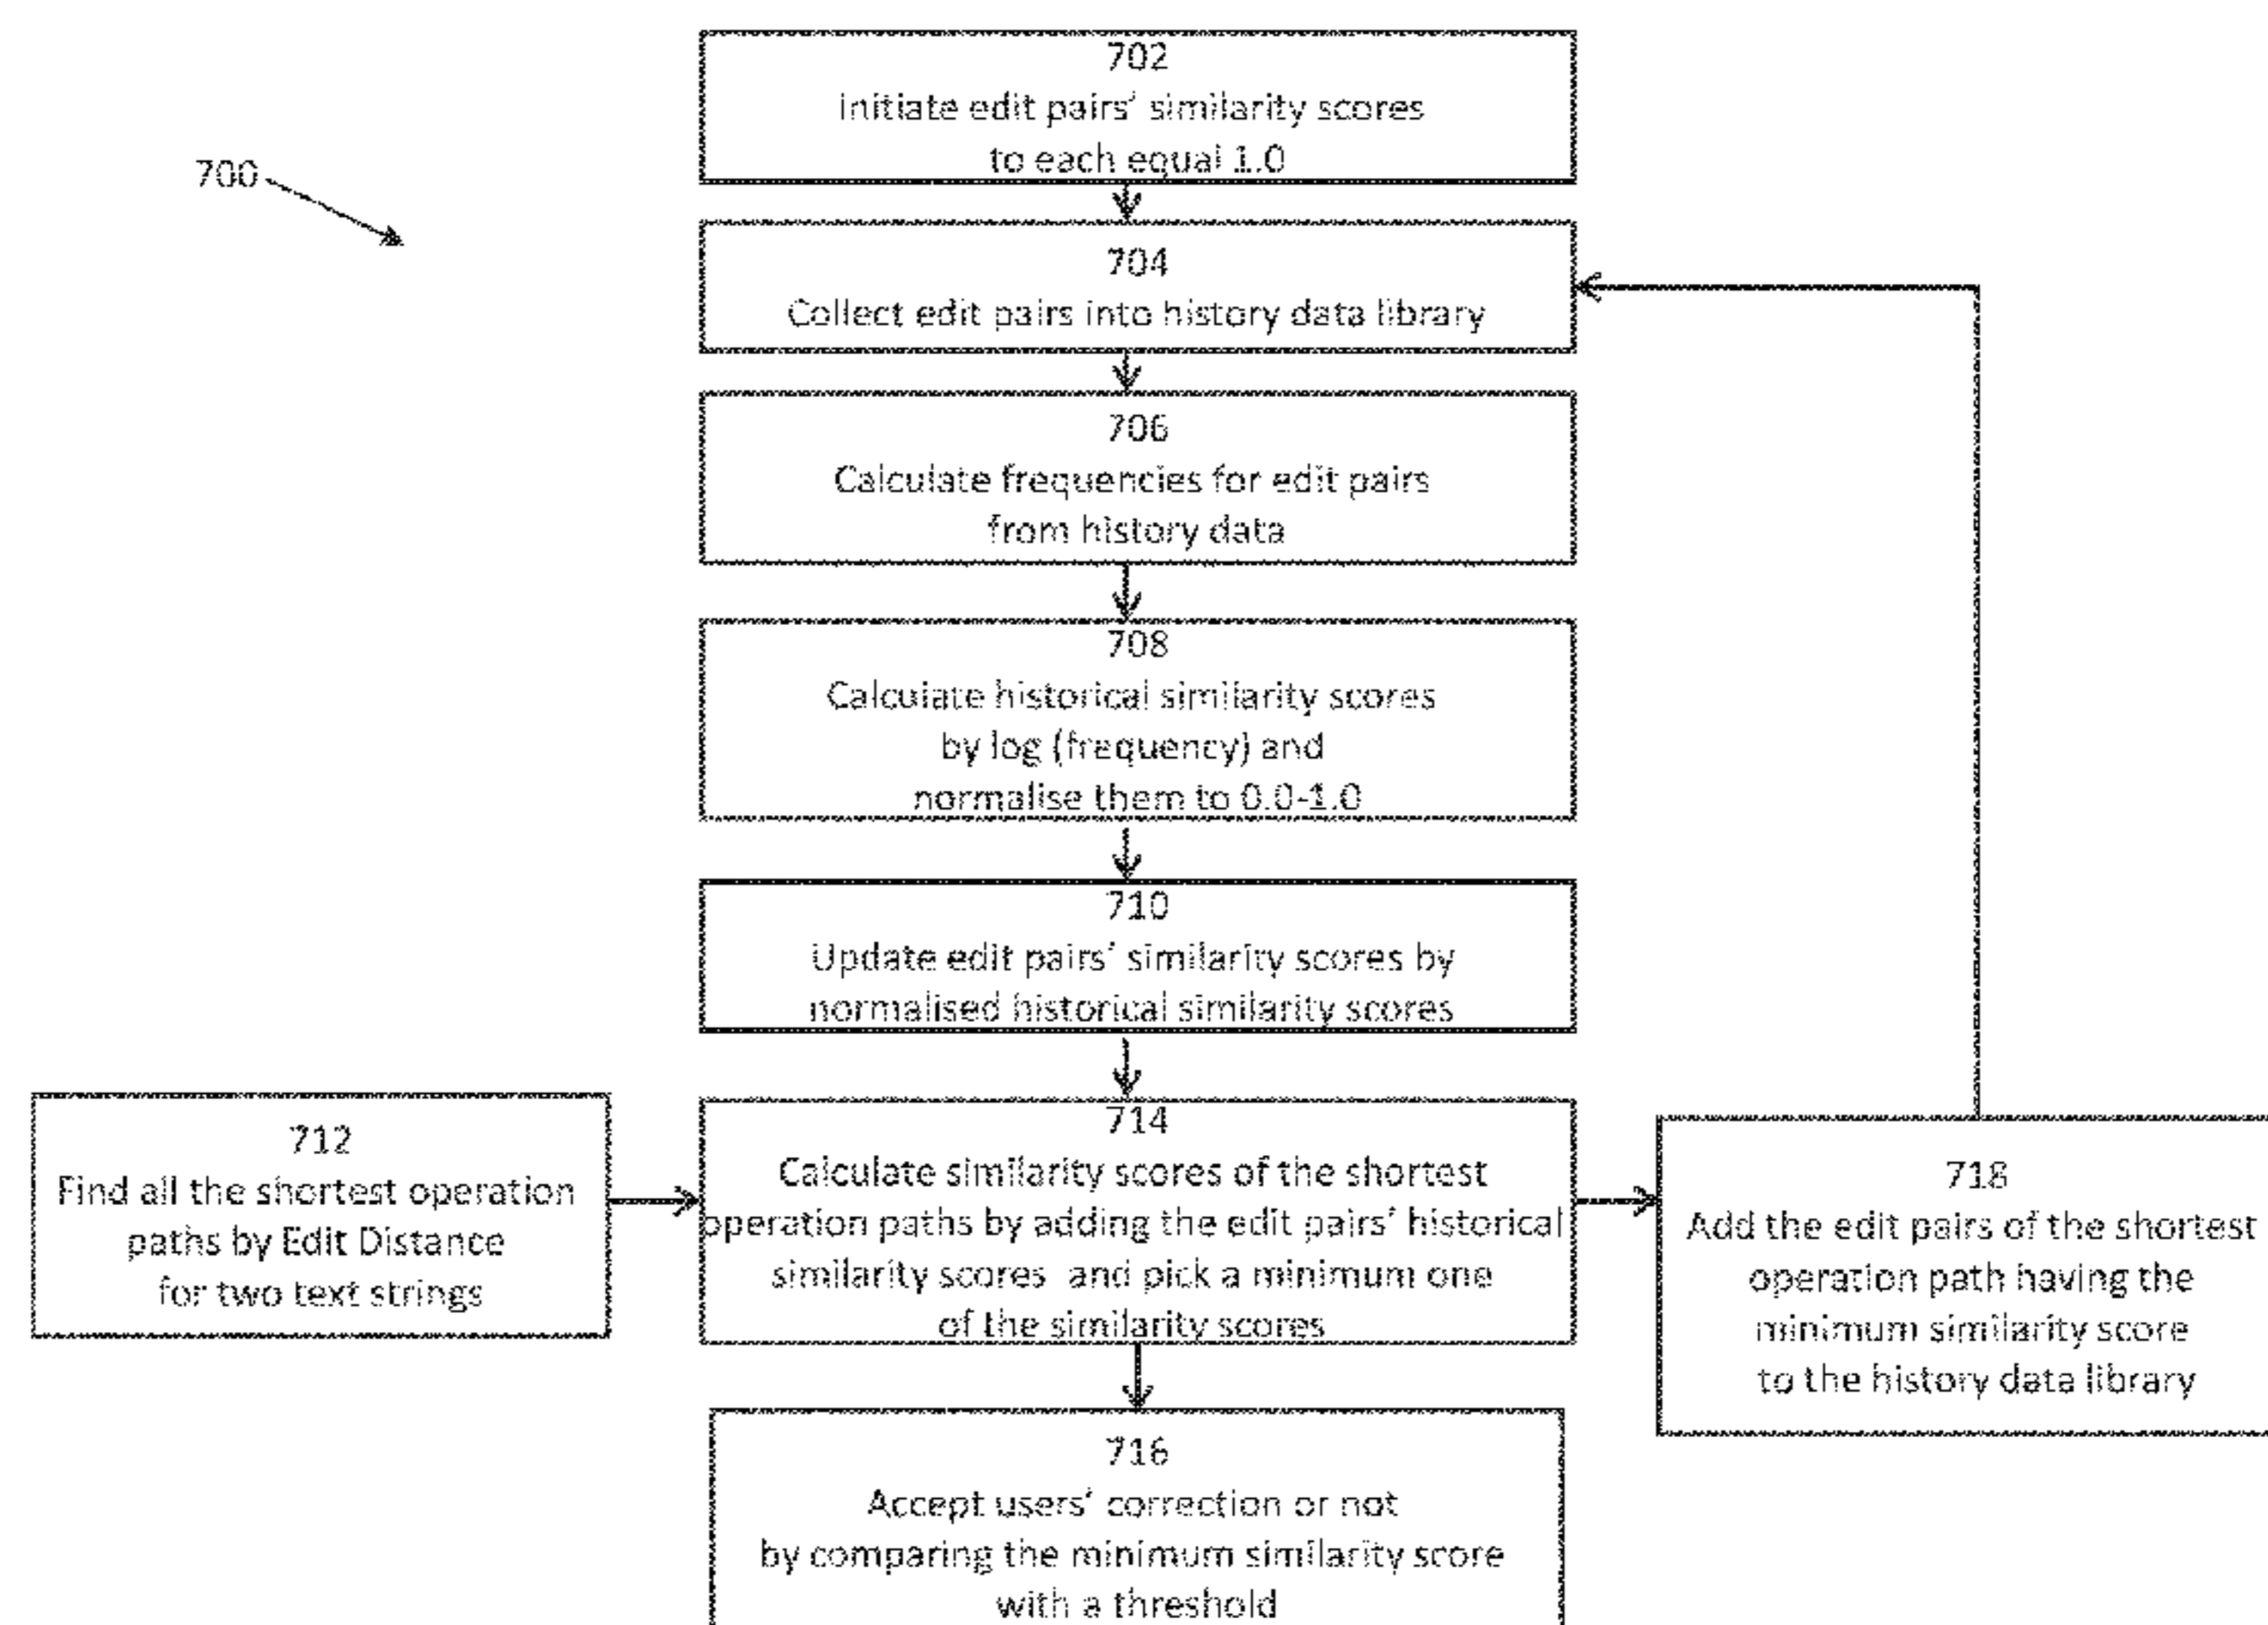 700
702
Initiate edit pairs' similarity scores
to each equal 1.0
704
Collect edit pairs into history data library
706
Calculate frequencies for edit pairs
from history data
708
Calculate historical similarity scores
by log (frequency) and
normalise them to 0.0-1.0
710
Update edit pairs' similarity scores by
normalised historical similarity scores
712
Find all the shortest operation
paths by Edit Distance
for two text strings
714
Calculate similarity scores of the shortest
operation paths by adding the edit pairs' historical
similarity scores and pick a minimum one
of the similarity scores
718
Add the edit pairs of the shortest
operation path having the
minimum similarity score
to the history data library
716
Accept users' correction or not
by comparing the minimum similarity score
with a threshold